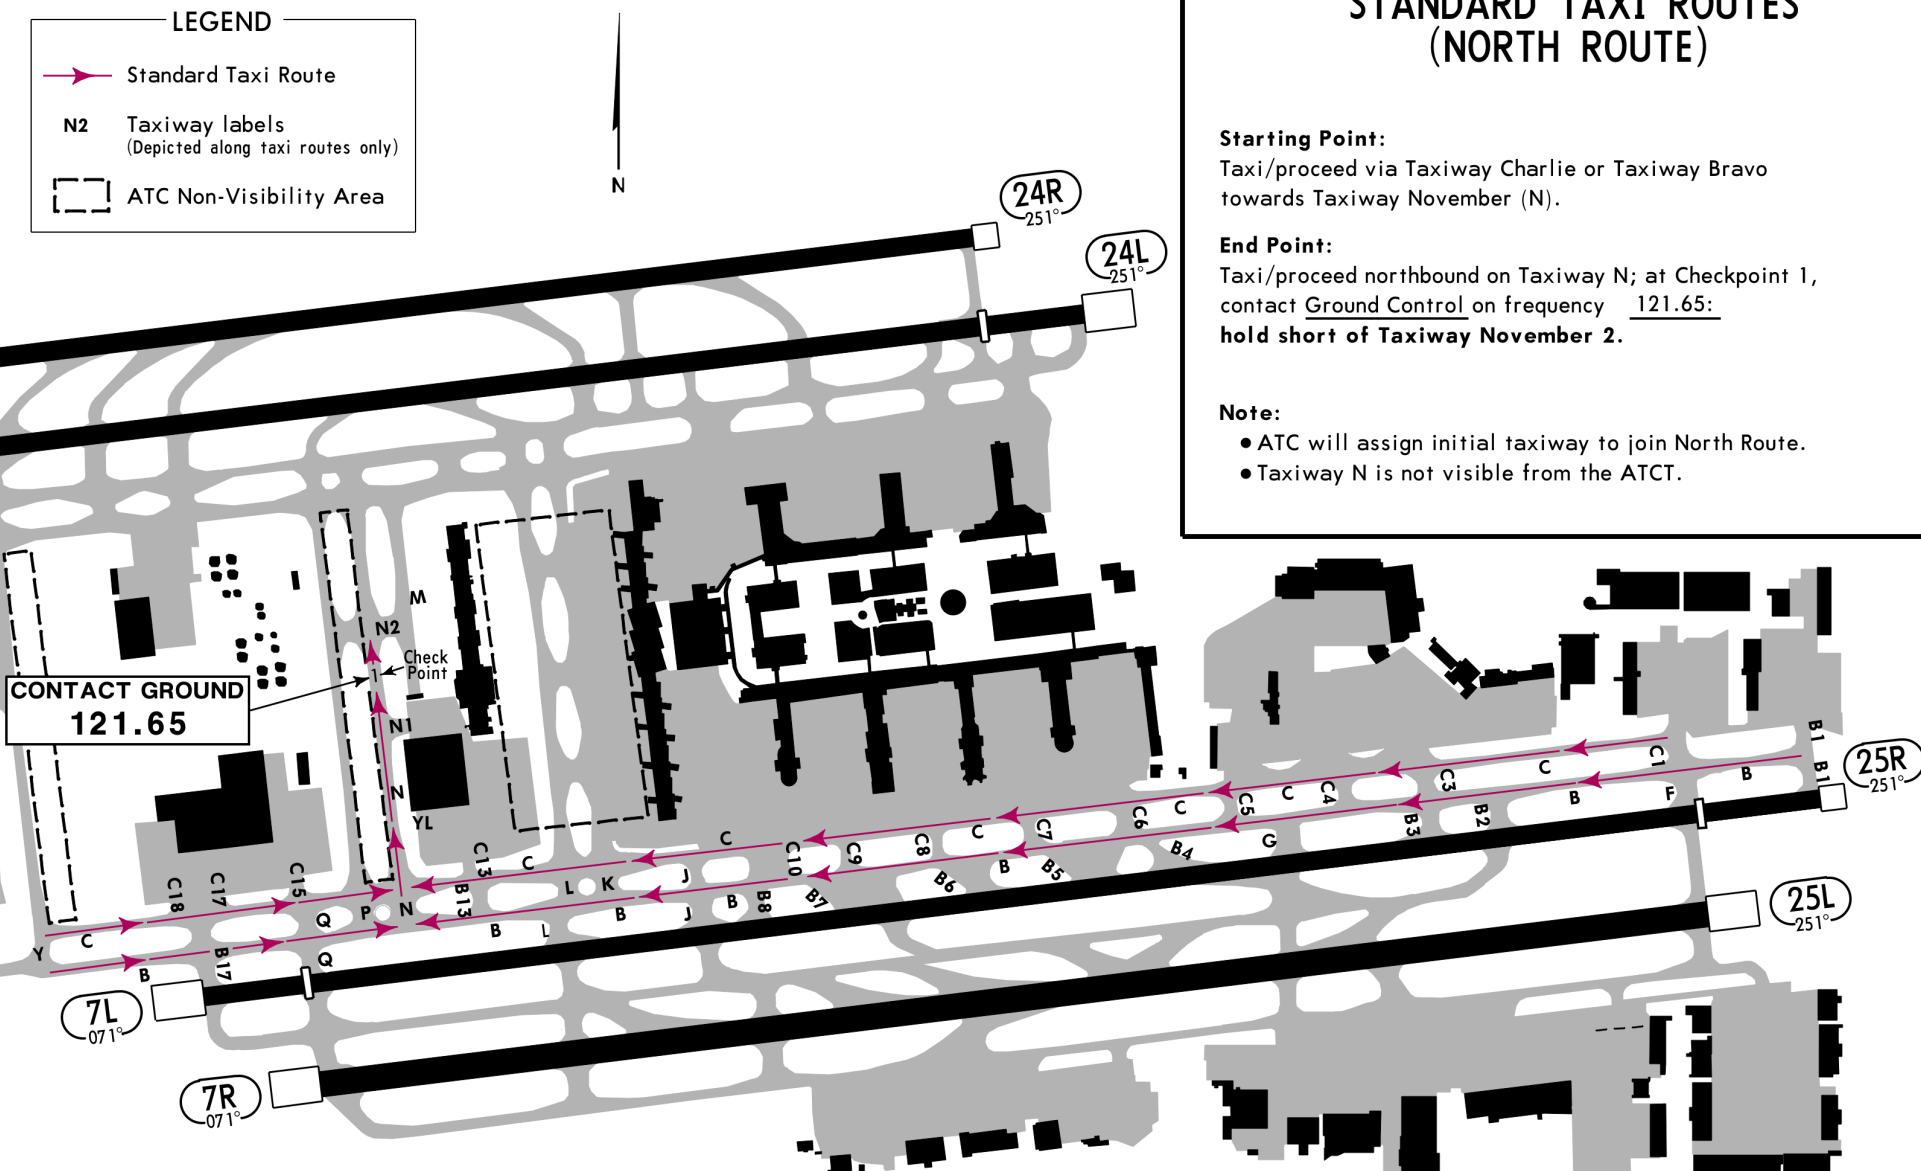 LEGEND
Standard Taxi Route
N2 Taxiway labels
(Depicted along taxi routes only)
ATC Non-Visibility Area
N
STANDARD TAXI ROUTES
(NORTH ROUTE)
Starting Point:
Taxi/proceed via Taxiway Charlie or Taxiway Bravo
towards Taxiway November (N).
End Point:
Taxi/proceed northbound on Taxiway N; at Checkpoint 1,
contact Ground Control on frequency 121.65:
hold short of Taxiway November 2.
Note:
● ATC will assign initial taxiway to join North Route.
● Taxiway N is not visible from the ATCT.
24R
251°
24L
251°
M
N2
Check
Point
1
CONTACT GROUND
121.65
N1
N
YL
B1
C1
C
B
B1
25R
251°
C3
C
B
F
C4
C
C5
C
C6
B2
B3
G
B4
C7
C
C8
C9
C10
C
B5
B
B6
B7
B8
B
J
J
K
L
B
C
C13
B13
B
L
N
P
Q
Q
C15
C17
C18
C
Y
B
B17
25L
251°
7L
071°
7R
071°